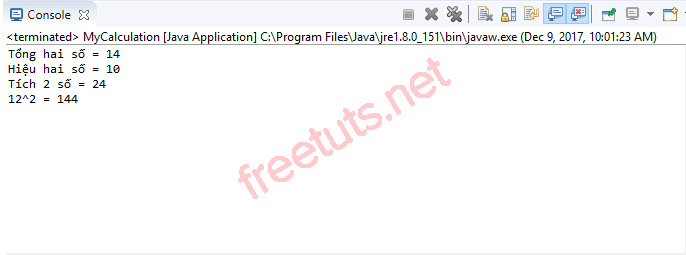 Console
<terminated> MyCalculation [Java Application] C:\Program Files\Java\jre1.8.0_151\bin\javaw.exe (Dec 9, 2017, 10:01:23 AM)
Tổng hai số = 14
Hiệu hai số = 10
Tích 2 số = 24
12^2 = 144
freetuts.net